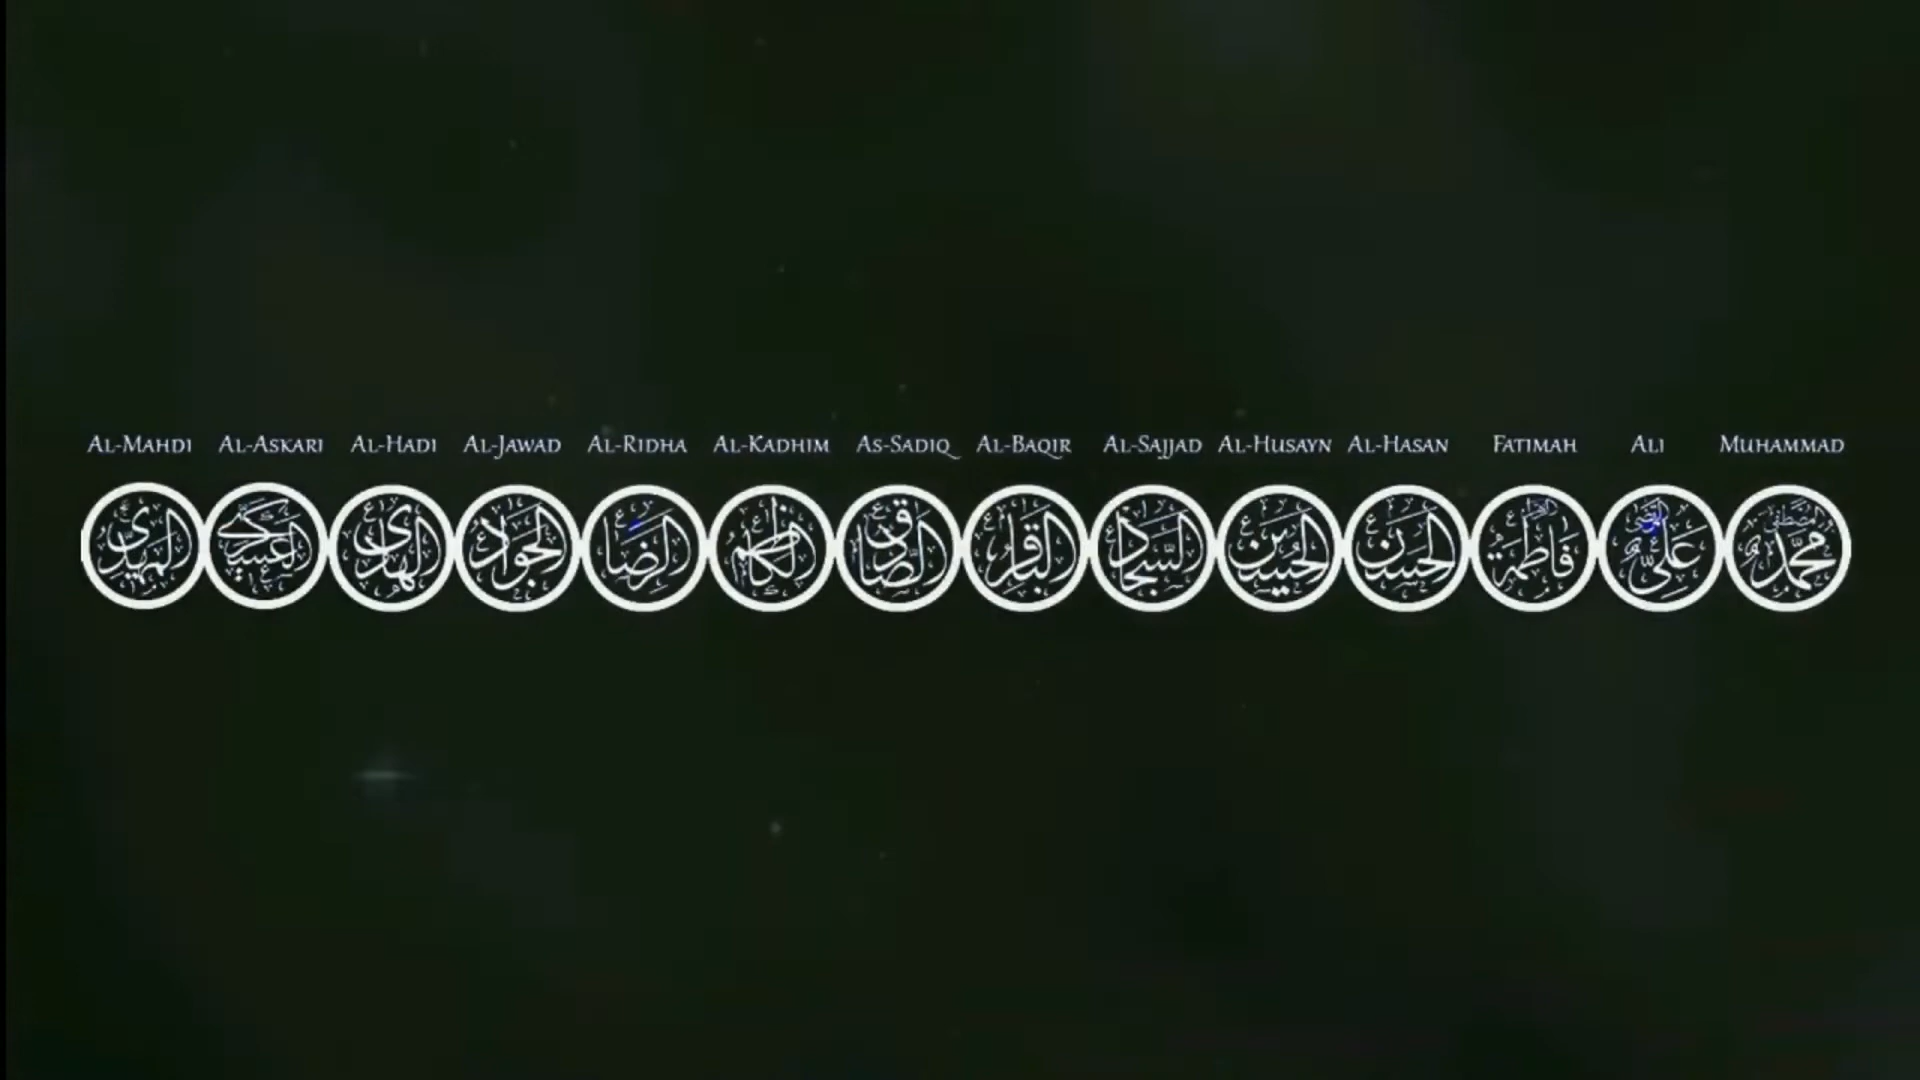 Al-Mahdi Al-Askari Al-Hadi Al-Jawad Al-Ridha Al-Kadhim As-Sadiq Al-Baqir Al-Sajjad Al-Husayn Al-Hasan Fatimah Ali Muhammad
المهدي العسكري الهادي الجواد الرضا الكاظم الصادق الباقر السجاد الحسين الحسن فاطمة علي محمد